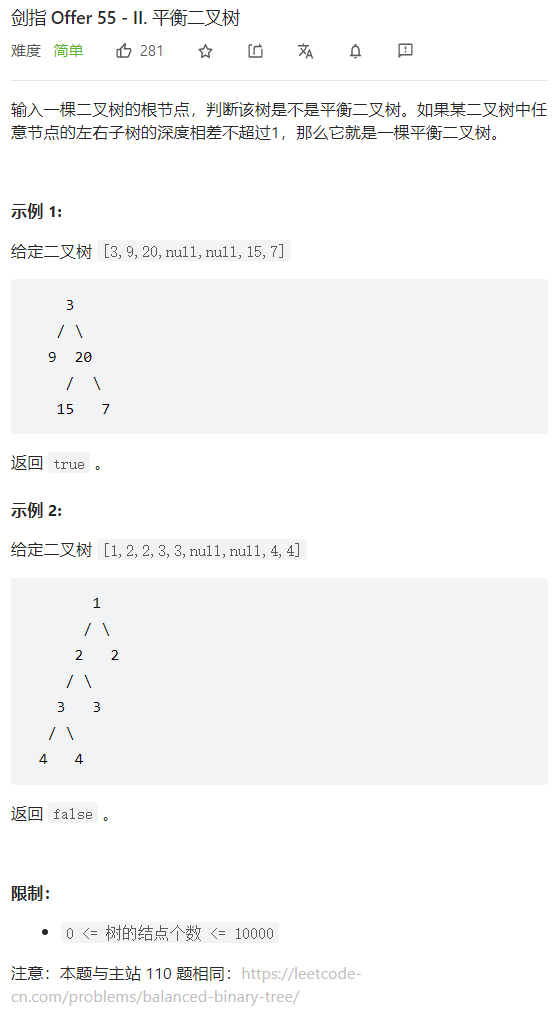 剑指 Offer 55 - II. 平衡二叉树
难度 简单 281
输入一棵二叉树的根节点，判断该树是不是平衡二叉树。如果某二叉树中任
意节点的左右子树的深度相差不超过1，那么它就是一棵平衡二叉树。
示例 1:
给定二叉树 [3,9,20,null,null,15,7]
3
/ \
9 20
/ \
15 7
返回 true 。
示例 2:
给定二叉树 [1,2,2,3,3,null,null,4,4]
1
/ \
2 2
/ \
3 3
/ \
4 4
返回 false 。
限制：
0 <= 树的结点个数 <= 10000
注意：本题与主站 110 题相同：https://leetcode-
cn.com/problems/balanced-binary-tree/